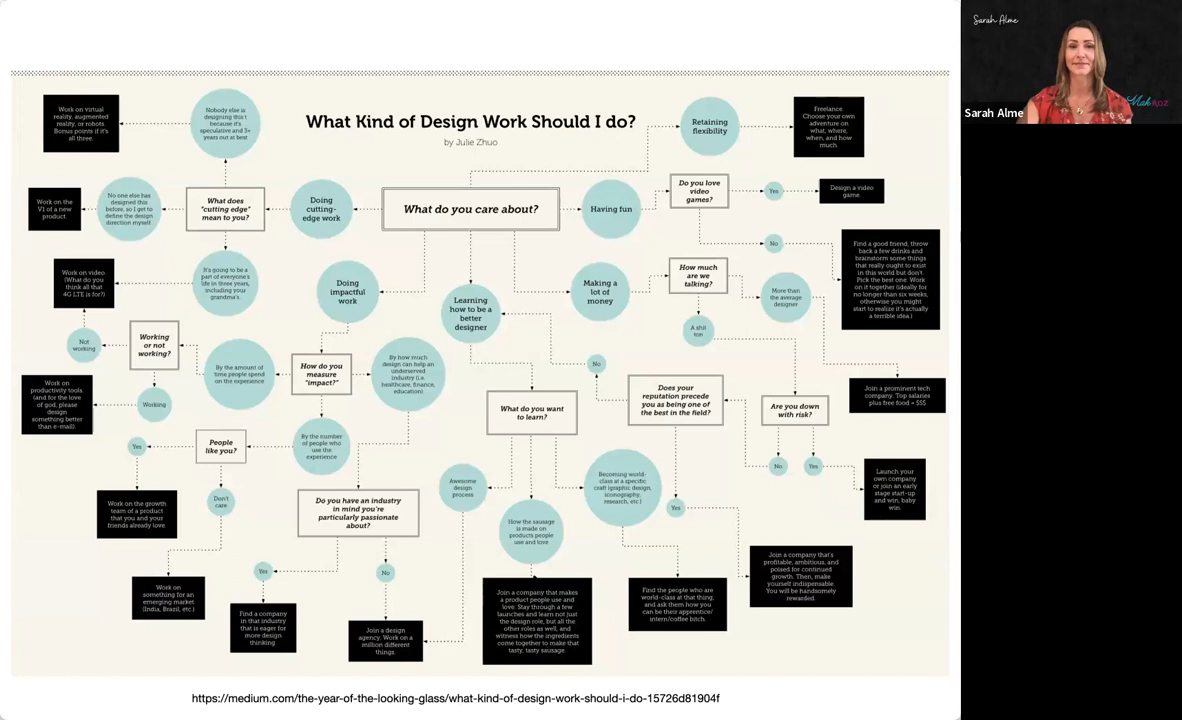 Sarah Alme
Sarah Alme
What Kind of Design Work Should I do?
by Julie Zhuo
Work on virtual
reality, augmented
reality, or robots.
Bonus points if it's
all three.
Nobody else is
designing this t
because it's
speculative and 5+
years out at best
Retaining
flexibility
Freelance.
Choose your own
adventure on
what, where,
when, and how
much.
Work on the
V1 of a new
product.
No one else has
designed this
before, so I get to
define the design
direction myself
What does
"cutting edge"
mean to you?
Doing
cutting-
edge work
What do you care about?
Having fun
Do you love
video
games?
Yes
Design a video
game.
No
Find a good friend, throw
back a few drinks and
brainstorm some things
that really ought to exist
in this world but don't.
Pick the best one. Work
on it together (ideally for
no longer than six weeks,
otherwise you might
start to realize it's actually
a terrible idea.)
Work on video
(What do you
think all that
4G LTE is for?)
It's going to be a
part of everyone's
life in three years,
including your
grandma's.
Doing
impactful
work
Learning
how to be a
better
designer
Making a
lot of
money
How much
are we
talking?
More than
the average
designer
A shit
ton
Not
working
Working
or not
working?
Working
By the amount of
time people spend
on the experience
How do you
measure
"impact?"
By how much
design can help an
underserved
industry (i.e.
healthcare, finance,
education)
No
Does your
reputation precede
you as being one of
the best in the field?
Are you down
with risk?
Join a prominent tech
company. Top salaries
plus free food = $$$
Work on
productivity tools
(and for the love
of god, please
design something
better than
e-mail).
What do you want
to learn?
Yes
People
like you?
By the number
of people who
use the
experience
Don't
care
No
Yes
Launch your
own company
or join an early
stage start-up
and win, baby
win.
Work on the growth
team of a product
that you and your
friends already love.
Do you have an industry
in mind you're
particularly passionate
about?
Awesome
design
process
How the sausage
is made on
products people
use and love
Becoming world-
class at a specific
craft (graphic design,
iconography,
research, etc.)
Yes
Work on
something for an
emerging market
(India, Brazil, etc.)
Yes
No
Find a company
in that industry
that is eager for
more design
thinking.
Join a design
agency. Work on a
million different
things.
Join a company that makes
a product people use and
love. Stay through a few
launches and learn not just
the design role, but all the
other roles as well, and
witness how the ingredients
come together to make that
tasty, tasty sausage.
Find the people who are
world-class at that thing,
and ask them how you
can be their apprentice/
intern/coffee bitch.
Join a company that's
profitable, ambitious, and
poised for continued
growth. Then, make
yourself indispensable.
You will be handsomely
rewarded.
https://medium.com/the-year-of-the-looking-glass/what-kind-of-design-work-should-i-do-15726d81904f